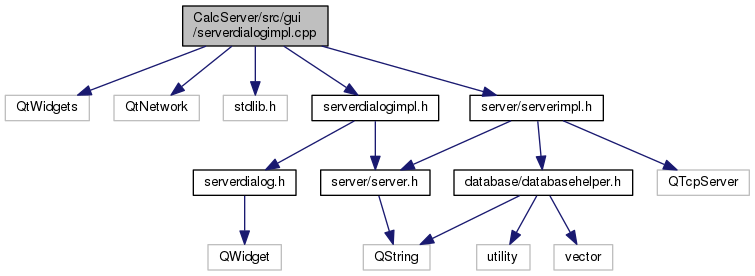 CalcServer/src/gui
/serverdialogimpl.cpp
QtWidgets
QtNetwork
stdlib.h
serverdialogimpl.h
server/serverimpl.h
serverdialog.h
server/server.h
database/databasehelper.h
QTcpServer
QWidget
QString
utility
vector